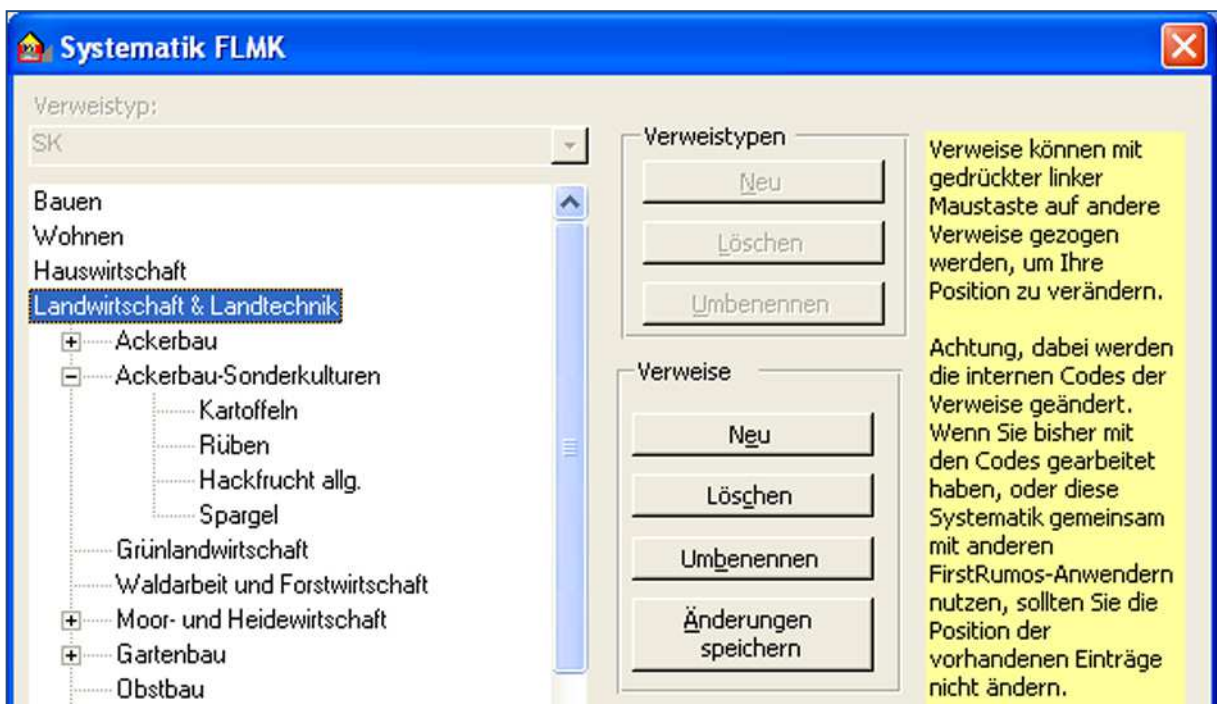 Systematik FLMK
Verweistyp:
SK
Bauen
Wohnen
Hauswirtschaft
Landwirtschaft & Landtechnik
Ackerbau
Ackerbau-Sonderkulturen
Kartoffeln
Rüben
Hackfrucht allg.
Spargel
Grünlandwirtschaft
Waldarbeit und Forstwirtschaft
Moor- und Heidewirtschaft
Gartenbau
Obstbau
Verweistypen
Neu
Löschen
Umbenennen
Verweise
Neu
Löschen
Umbenennen
Änderungen
speichern
Verweise können mit
gedrückter linker
Maustaste auf andere
Verweise gezogen
werden, um Ihre
Position zu verändern.
Achtung, dabei werden
die internen Codes der
Verweise geändert.
Wenn Sie bisher mit
den Codes gearbeitet
haben, oder diese
Systematik gemeinsam
mit anderen
FirstRumos-Anwendern
nutzen, sollten Sie die
Position der
vorhandenen Einträge
nicht ändern.